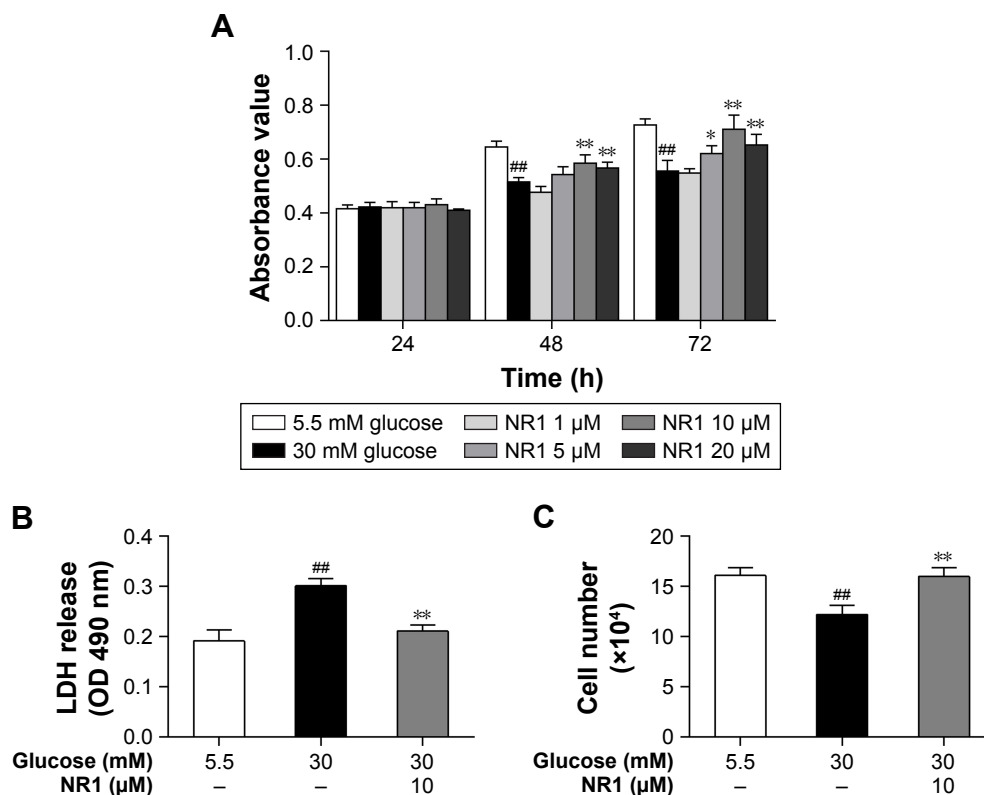 A
Absorbance value
1.0
0.8
0.6
0.4
0.2
0.0
##
**
**
##
*
**
**
24 48 72
Time (h)
5.5 mM glucose NR1 1 µM NR1 10 µM
30 mM glucose NR1 5 µM NR1 20 µM
B
LDH release
(OD 490 nm)
0.4
0.3
0.2
0.1
0.0
##
**
Glucose (mM) 5.5 30 30
NR1 (µM) – – 10
C
Cell number
(×10⁴)
20
15
10
5
0
##
**
Glucose (mM) 5.5 30 30
NR1 (µM) – – 10